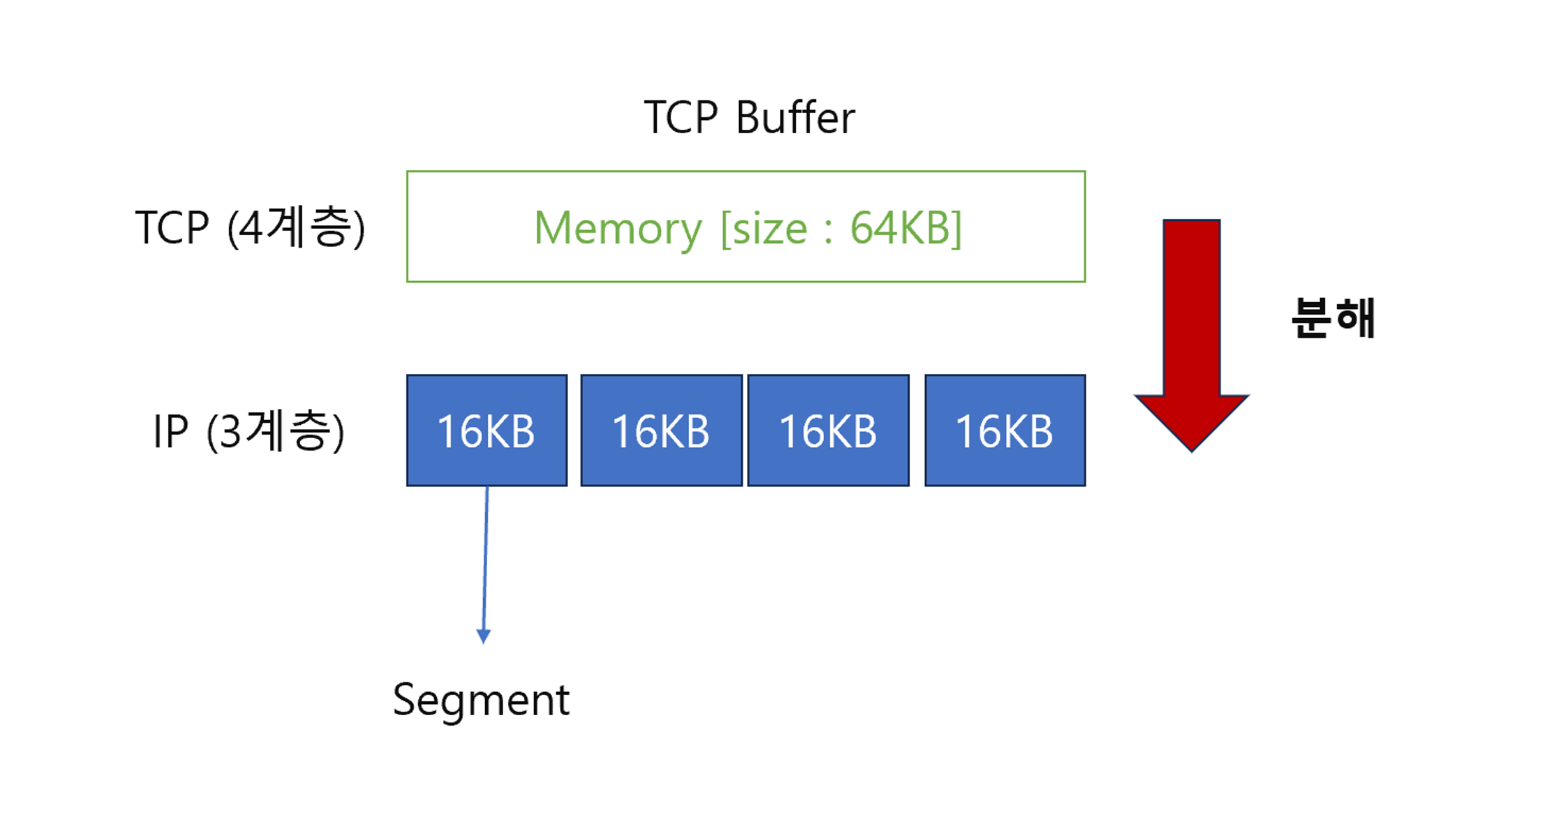 TCP Buffer
TCP (4계층)
Memory [size : 64KB]
분해
IP (3계층)
16KB
16KB
16KB
16KB
Segment